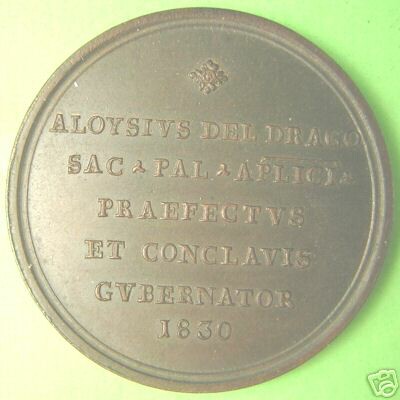 ALOYSIVS DEL DRAGO
SAC PAL APLICI
PRAEFECTVS
ET CONCLAVIS
GVBERNATOR
1830